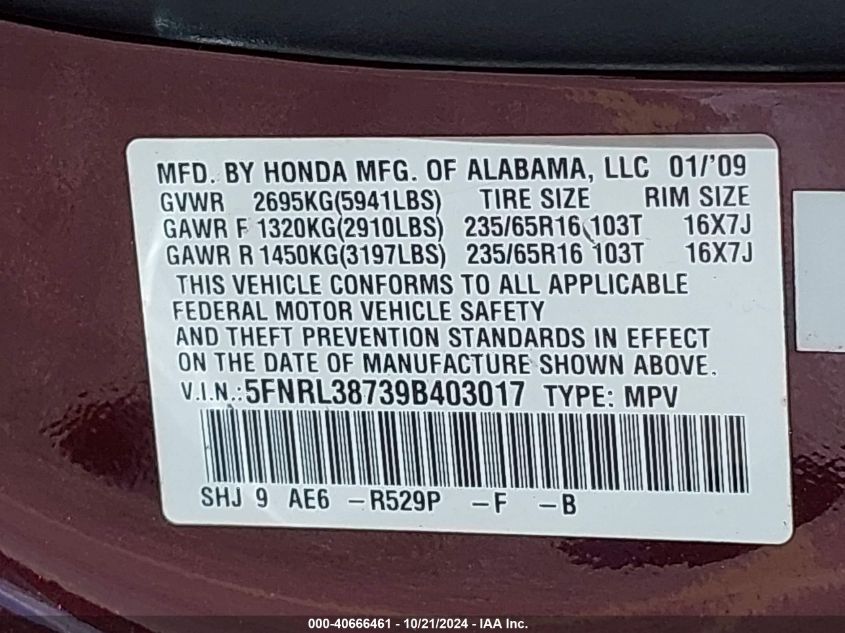 MFD. BY HONDA MFG. OF ALABAMA, LLC 01/'09
GVWR 2695KG(5941LBS) TIRE SIZE RIM SIZE
GAWR F 1320KG(2910LBS) 235/65R16 103T 16X7J
GAWR R 1450KG(3197LBS) 235/65R16 103T 16X7J
THIS VEHICLE CONFORMS TO ALL APPLICABLE
FEDERAL MOTOR VEHICLE SAFETY
AND THEFT PREVENTION STANDARDS IN EFFECT
ON THE DATE OF MANUFACTURE SHOWN ABOVE.
V.I.N.: 5FNRL38739B403017 TYPE: MPV
SHJ 9 AE6 -R529P -F -B
000-40666461 - 10/21/2024 - IAA Inc.